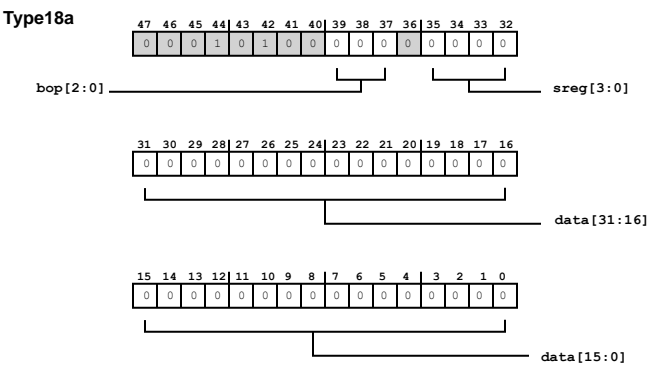 Type18a
47 46 45 44 43 42 41 40 39 38 37 36 35 34 33 32
0 0 0 1 0 1 0 0 0 0 0 0 0 0 0 0
bop[2:0] sreg[3:0]
31 30 29 28 27 26 25 24 23 22 21 20 19 18 17 16
0 0 0 0 0 0 0 0 0 0 0 0 0 0 0 0
data[31:16]
15 14 13 12 11 10 9 8 7 6 5 4 3 2 1 0
0 0 0 0 0 0 0 0 0 0 0 0 0 0 0 0
data[15:0]